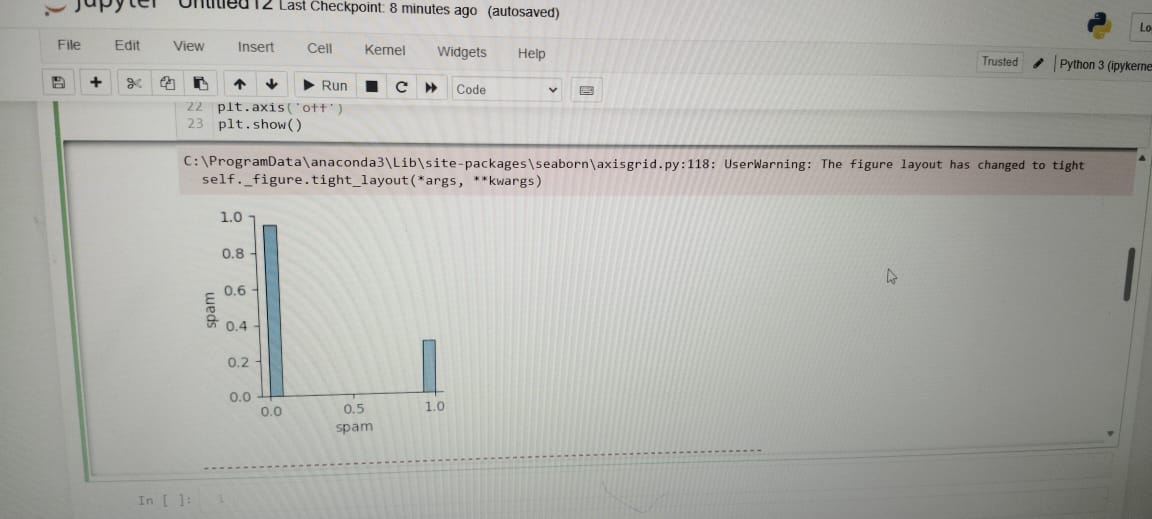 jupyter Untitled12 Last Checkpoint: 8 minutes ago (autosaved)
Lo
File Edit View Insert Cell Kernel Widgets Help
Trusted Python 3 (ipykerne
Run Code
22 plt.axis('off')
23 plt.show()
C:\ProgramData\anaconda3\Lib\site-packages\seaborn\axisgrid.py:118: UserWarning: The figure layout has changed to tight
self._figure.tight_layout(*args, **kwargs)
1.0
0.8
0.6
spam
0.4
0.2
0.0
0.0 0.5 1.0
spam
In [ ]: 1